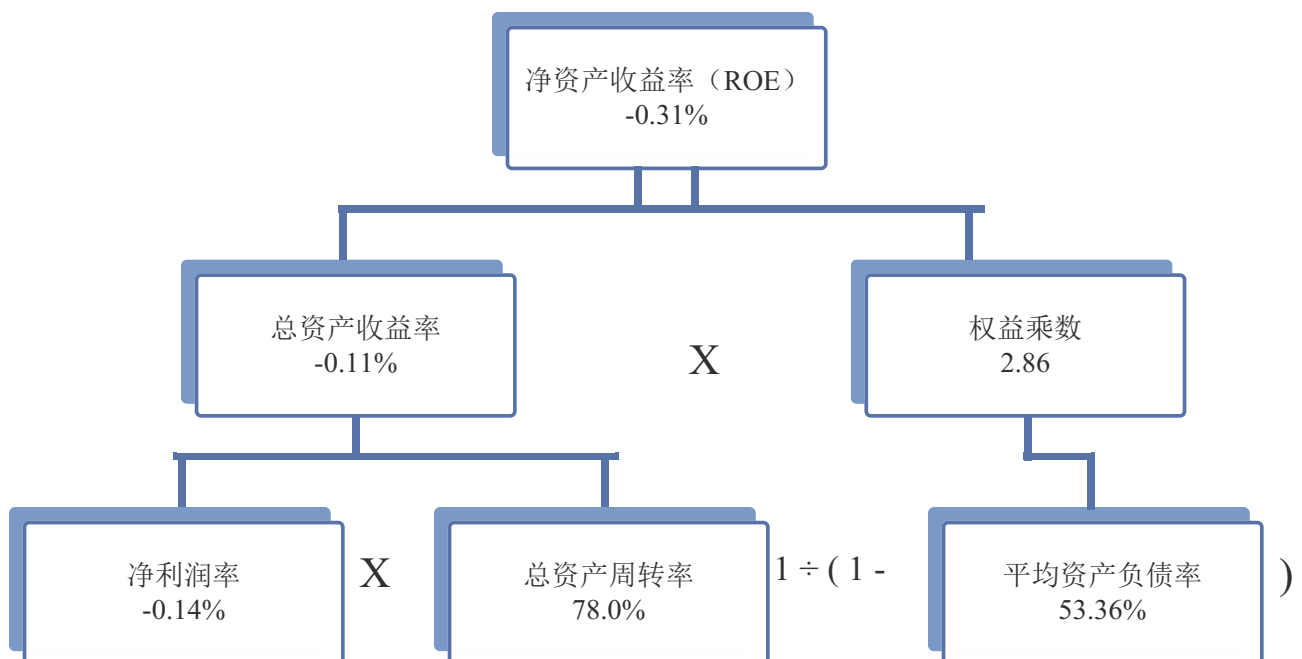 净资产收益率（ROE）
-0.31%
总资产收益率
-0.11%
X
权益乘数
2.86
净利润率
-0.14%
X
总资产周转率
78.0%
1 ÷ ( 1 -
平均资产负债率
53.36%
)